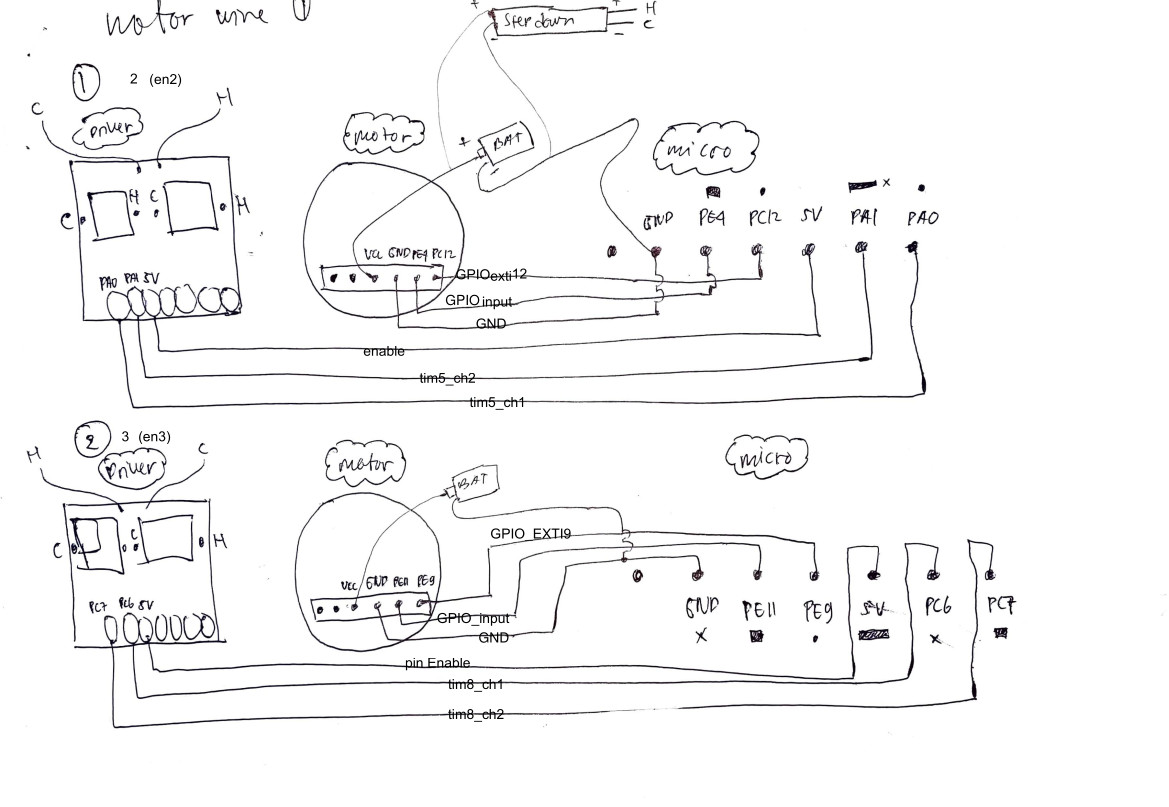 motor wire 1
+ Step down + H
- - C
1 2 (en2)
C H
Driver motor + BAT - micro
H C
C H
GND PE9 PC12 5V PA1 PA0
x
VCC GND PE9 PC12
PA0 PA1 5V
GPIOexti12
GPIO input
GND
enable
tim5_ch2
tim5_ch1
2 3 (en3)
H C
Driver motor micro
BAT
GPIO_EXTI9
C C H
VCC GND PE11 PE9
PC7 PC6 5V
GND PE11 PE9 5V PC6 PC7
x x
GPIO_input
GND
pin Enable
tim8_ch1
tim8_ch2